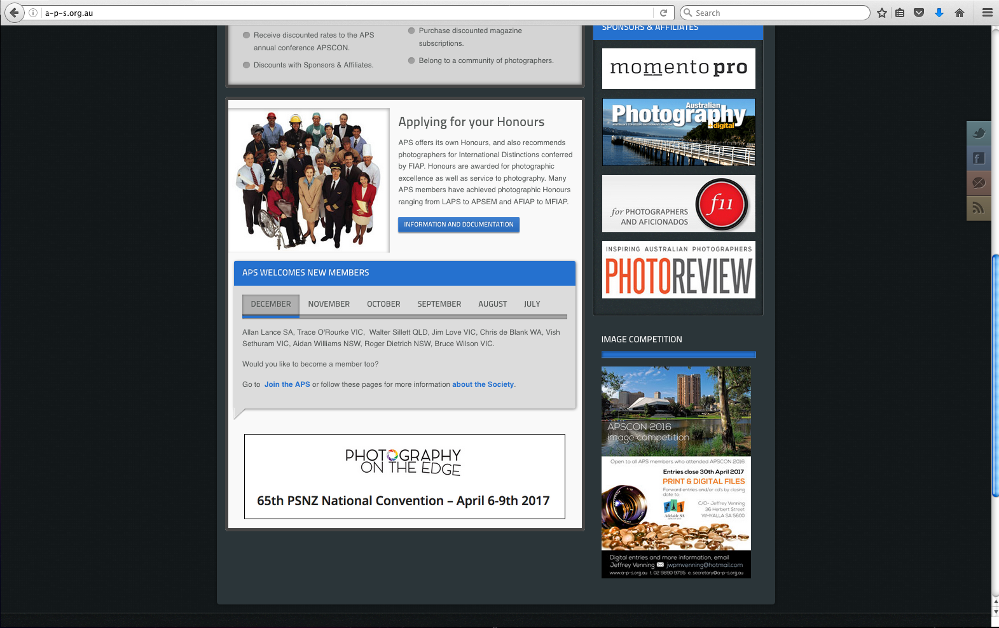 a-p-s.org.au
Search
Receive discounted rates to the APS
annual conference APSCON.
Discounts with Sponsors & Affiliates.
Purchase discounted magazine
subscriptions.
Belong to a community of photographers.
SPONSORS & AFFILIATES
momento pro
Australian
Photography
AUSTRALIA'S TOP-SELLING PHOTOGRAPHY MAGAZINE
+digital
for PHOTOGRAPHERS
AND AFICIONADOS
f11
INSPIRING AUSTRALIAN PHOTOGRAPHERS
PHOTOREVIEW
Applying for your Honours
APS offers its own Honours, and also recommends
photographers for International Distinctions conferred
by FIAP. Honours are awarded for photographic
excellence as well as service to photography. Many
APS members have achieved photographic Honours
ranging from LAPS to APSEM and AFIAP to MFIAP.
INFORMATION AND DOCUMENTATION
APS WELCOMES NEW MEMBERS
DECEMBER NOVEMBER OCTOBER SEPTEMBER AUGUST JULY
Allan Lance SA, Trace O'Rourke VIC,  Walter Sillett QLD, Jim Love VIC, Chris de Blank WA, Vish
Sethuram VIC, Aidan Williams NSW, Roger Dietrich NSW, Bruce Wilson VIC.
Would you like to become a member too?
Go to  Join the APS or follow these pages for more information about the Society.
PHOTOGRAPHY
ON THE EDGE
65th PSNZ National Convention – April 6-9th 2017
IMAGE COMPETITION
APSCON 2016
image competition
Open to all APS members who attended APSCON 2016
Entries close 30th April 2017
PRINT & DIGITAL FILES
Forward entries and/or cd's by closing
date to:
C/O- Jeffrey Venning
36 Herbert Street
WHYALLA SA 5600
Adelaide SA
Digital entries and more information, email
Jeffrey Venning jwpmvenning@hotmail.com
www.a-p-s.org.au t. 02 9890 9795 e. secretary@a-p-s.org.au